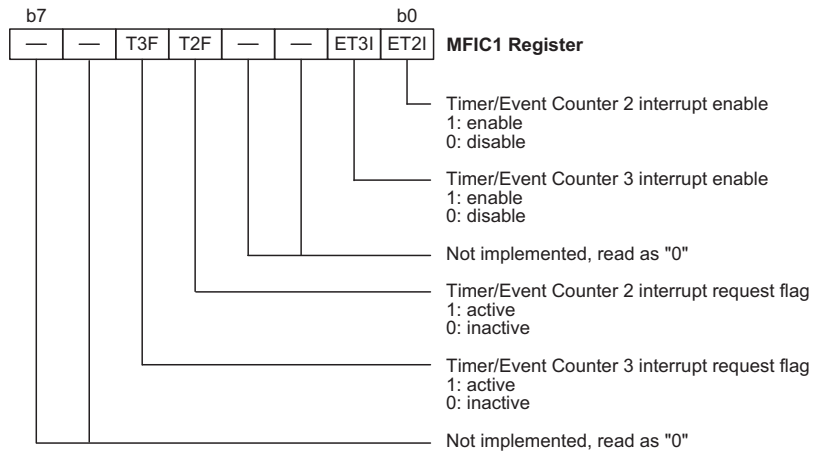 b7 b0
— — T3F T2F — — ET3I ET2I MFIC1 Register
Timer/Event Counter 2 interrupt enable
1: enable
0: disable
Timer/Event Counter 3 interrupt enable
1: enable
0: disable
Not implemented, read as "0"
Timer/Event Counter 2 interrupt request flag
1: active
0: inactive
Timer/Event Counter 3 interrupt request flag
1: active
0: inactive
Not implemented, read as "0"